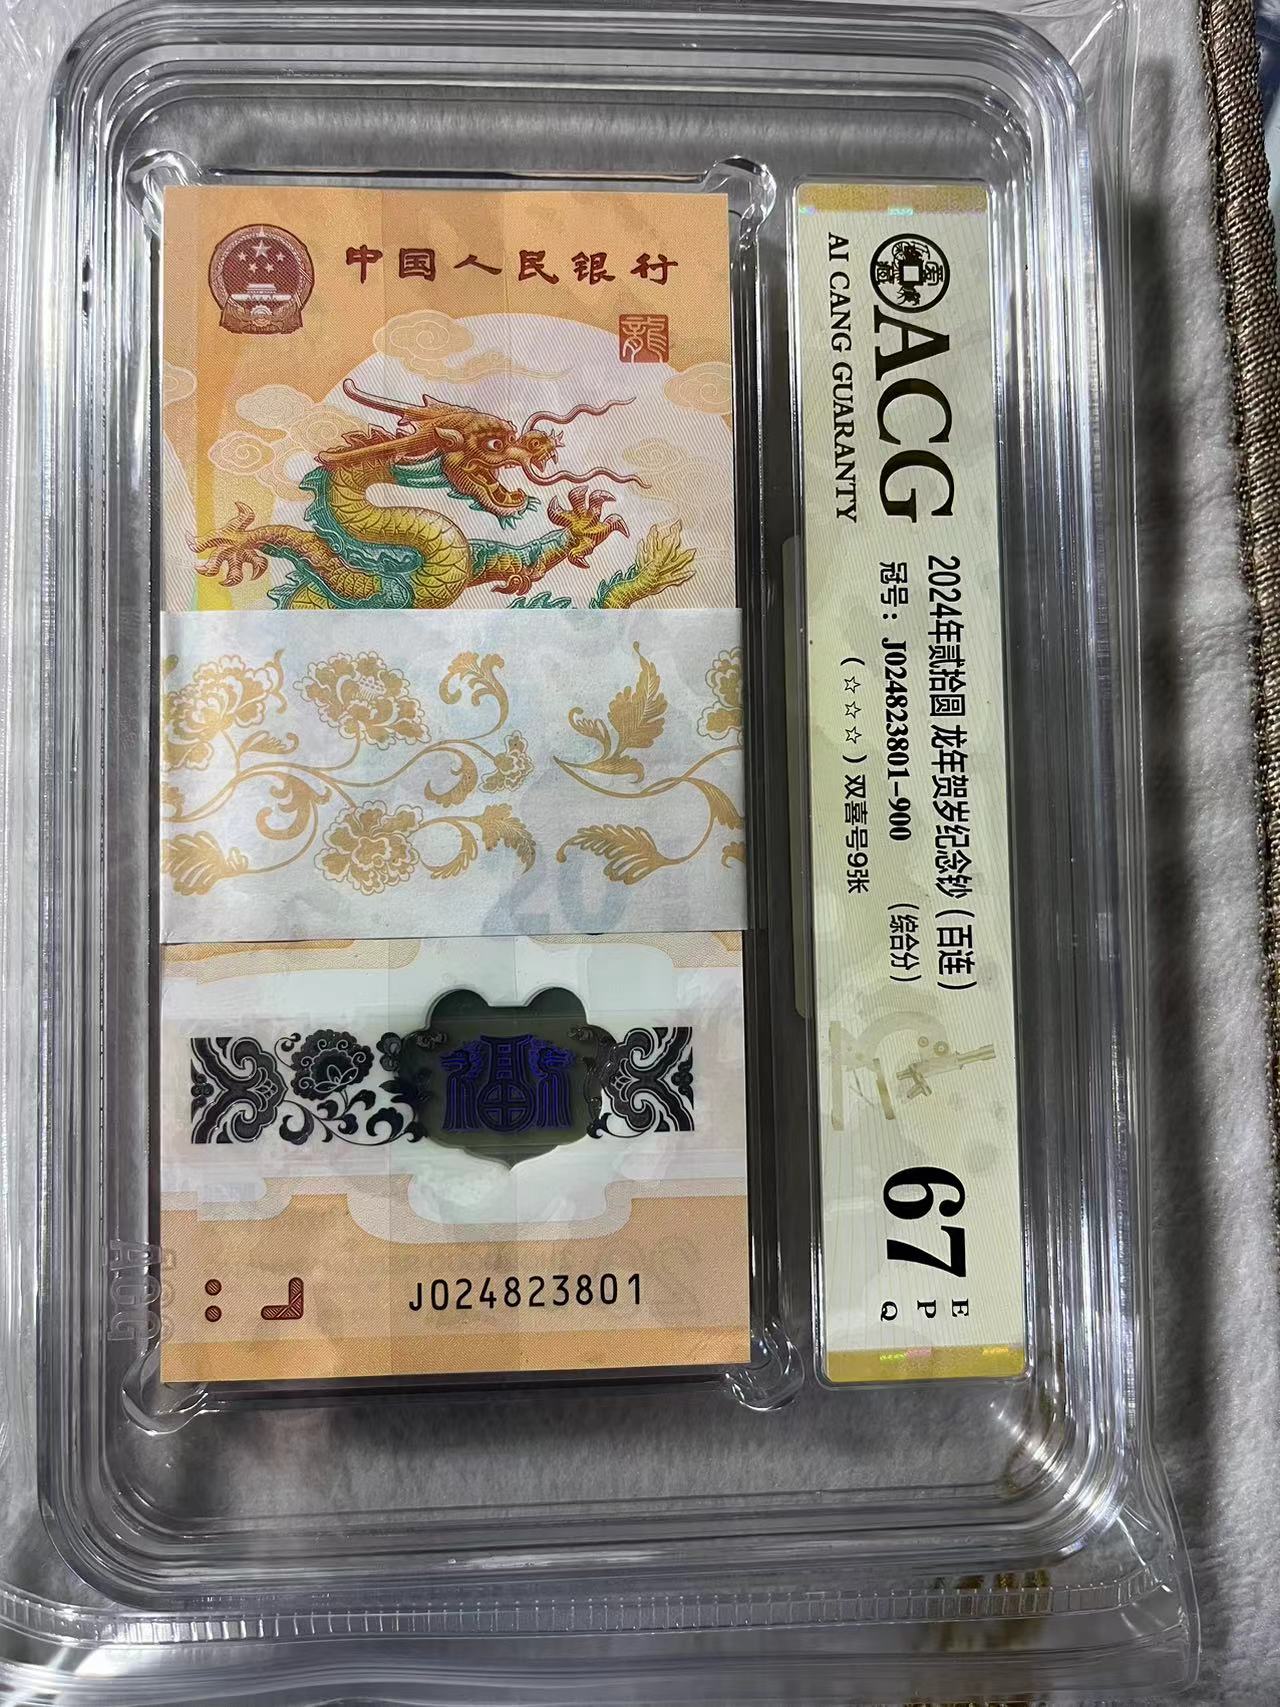 中国人民银行
龍
20
J024823801
ACG
ACG
AI CANG GUARANTY
2024年贰拾圆 龙年贺岁纪念钞（百连）
冠号：J024823801-900 （综合分）
（☆☆☆）双喜号9张
67
E
P
Q